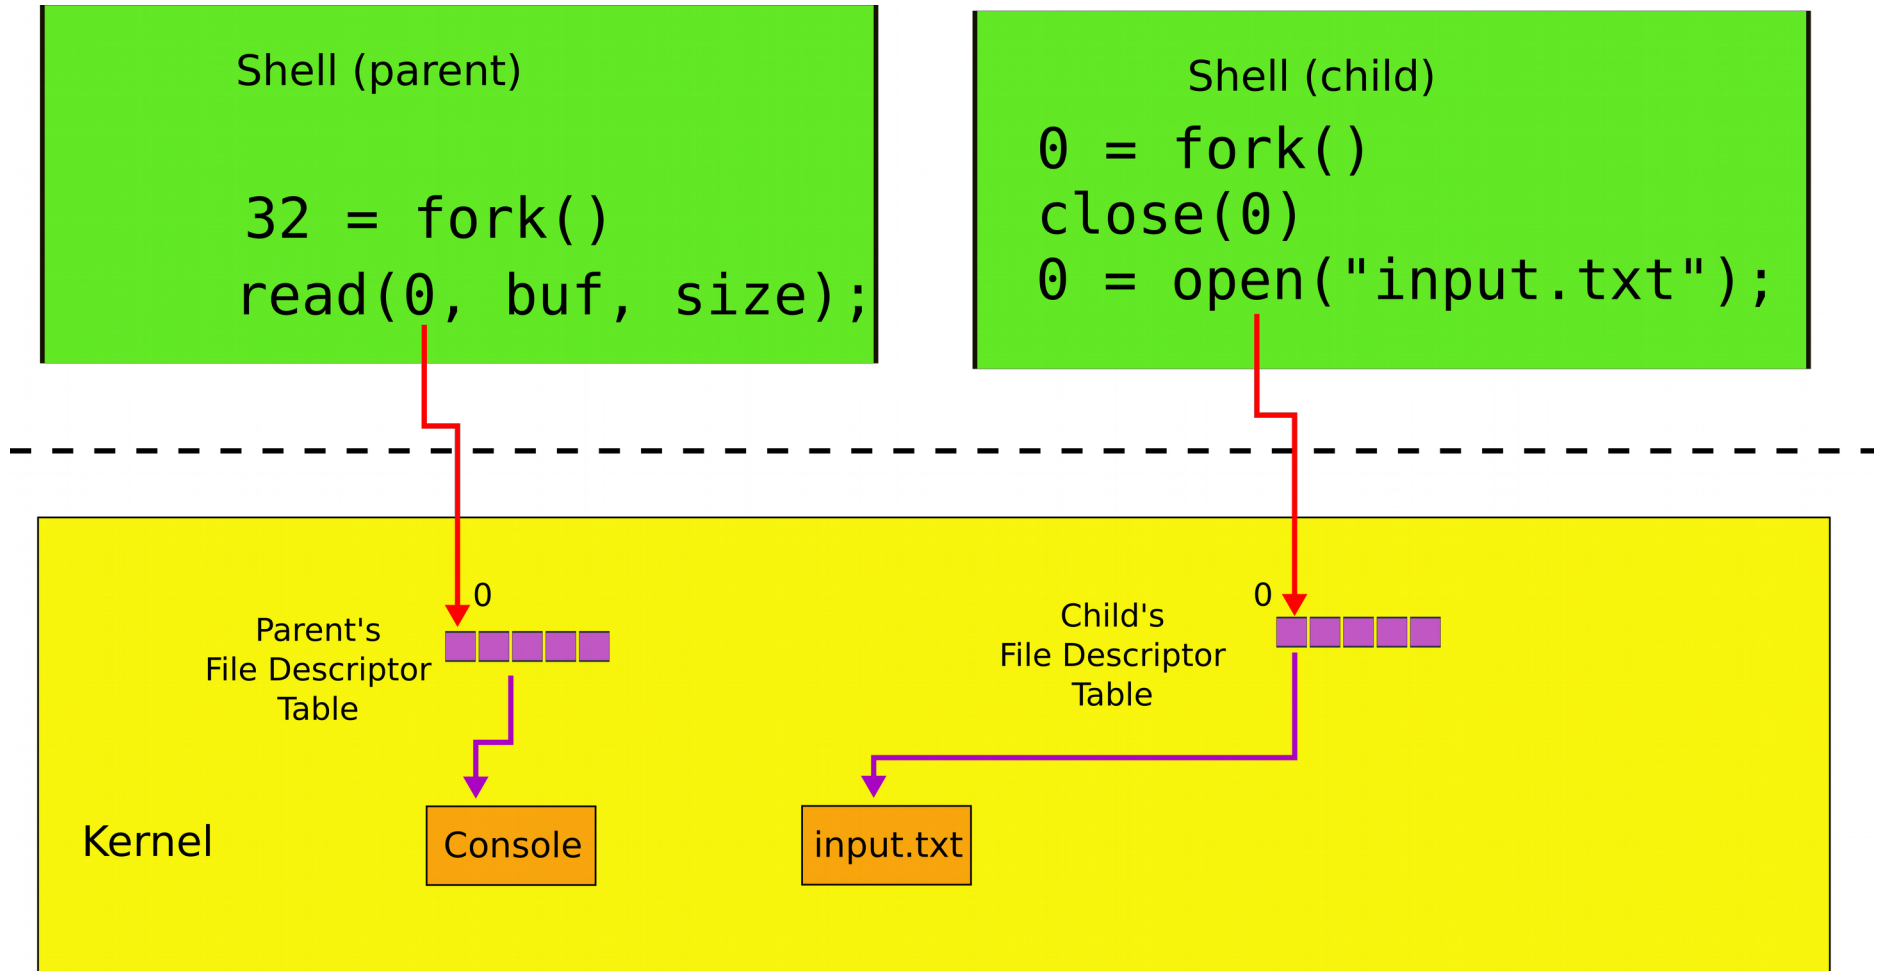 Shell (parent)
32 = fork()
read(0, buf, size);
Shell (child)
0 = fork()
close(0)
0 = open("input.txt");
0
Parent's
File Descriptor
Table
0
Child's
File Descriptor
Table
Kernel
Console
input.txt